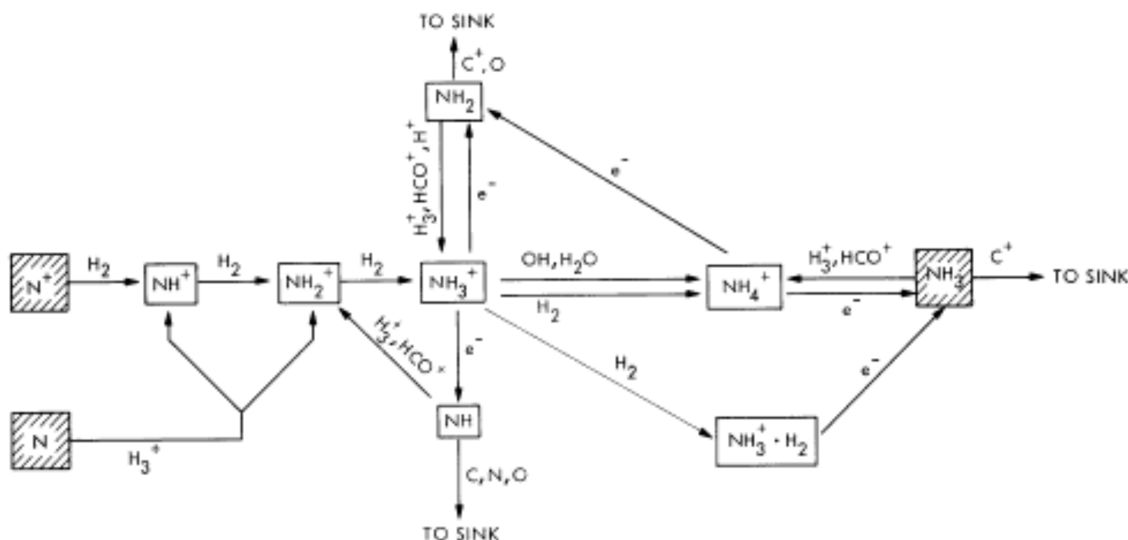 TO SINK
C⁺, O
NH₂
H₃⁺, HCO⁺, H⁺
e⁻
e⁻
N⁺
H₂
NH⁺
H₂
NH₂⁺
H₂
NH₃⁺
OH, H₂O
H₂
NH₄⁺
H₃⁺, HCO⁺
e⁻
NH₃
C⁺
TO SINK
H₃⁺, HCO
e⁻
H₂
e⁻
N
H₃⁺
NH
NH₃⁺ · H₂
C, N, O
TO SINK